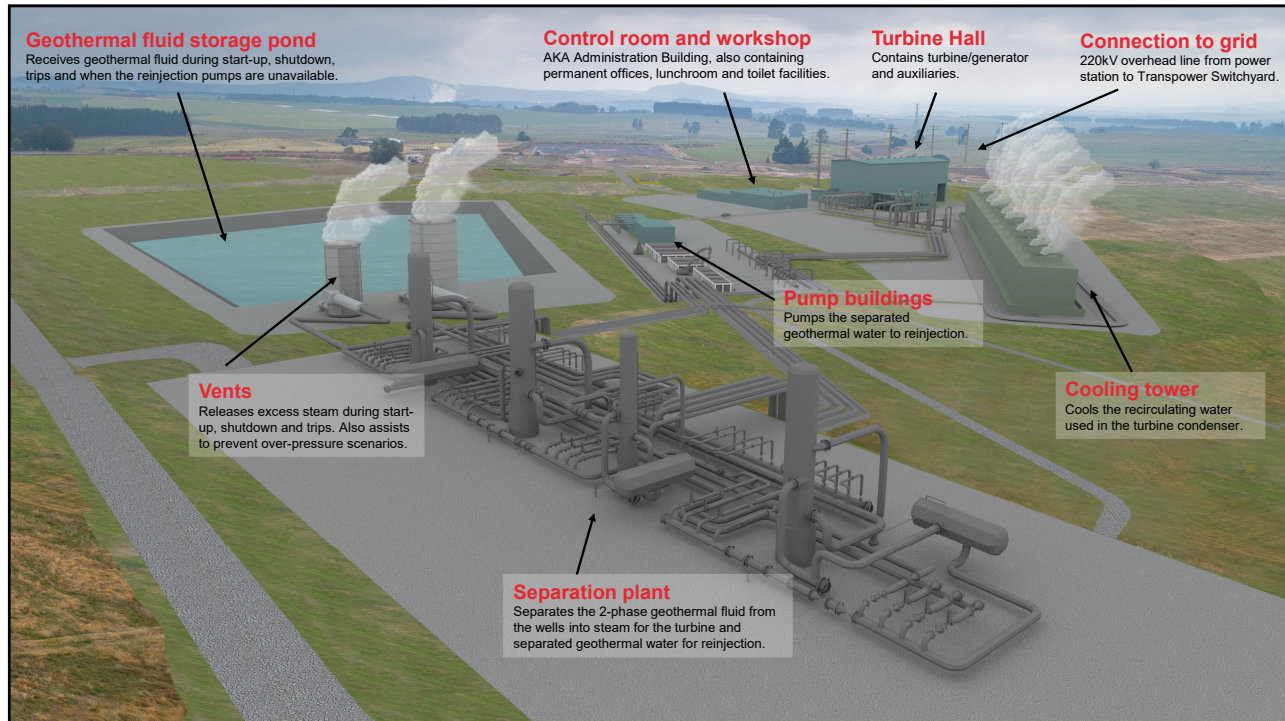 Geothermal fluid storage pond
Receives geothermal fluid during start-up, shutdown,
trips and when the reinjection pumps are unavailable.
Control room and workshop
AKA Administration Building, also containing
permanent offices, lunchroom and toilet facilities.
Turbine Hall
Contains turbine/generator
and auxiliaries.
Connection to grid
220kV overhead line from power
station to Transpower Switchyard.
Pump buildings
Pumps the separated
geothermal water to reinjection.
Vents
Releases excess steam during start-
up, shutdown and trips. Also assists
to prevent over-pressure scenarios.
Cooling tower
Cools the recirculating water
used in the turbine condenser.
Separation plant
Separates the 2-phase geothermal fluid from
the wells into steam for the turbine and
separated geothermal water for reinjection.